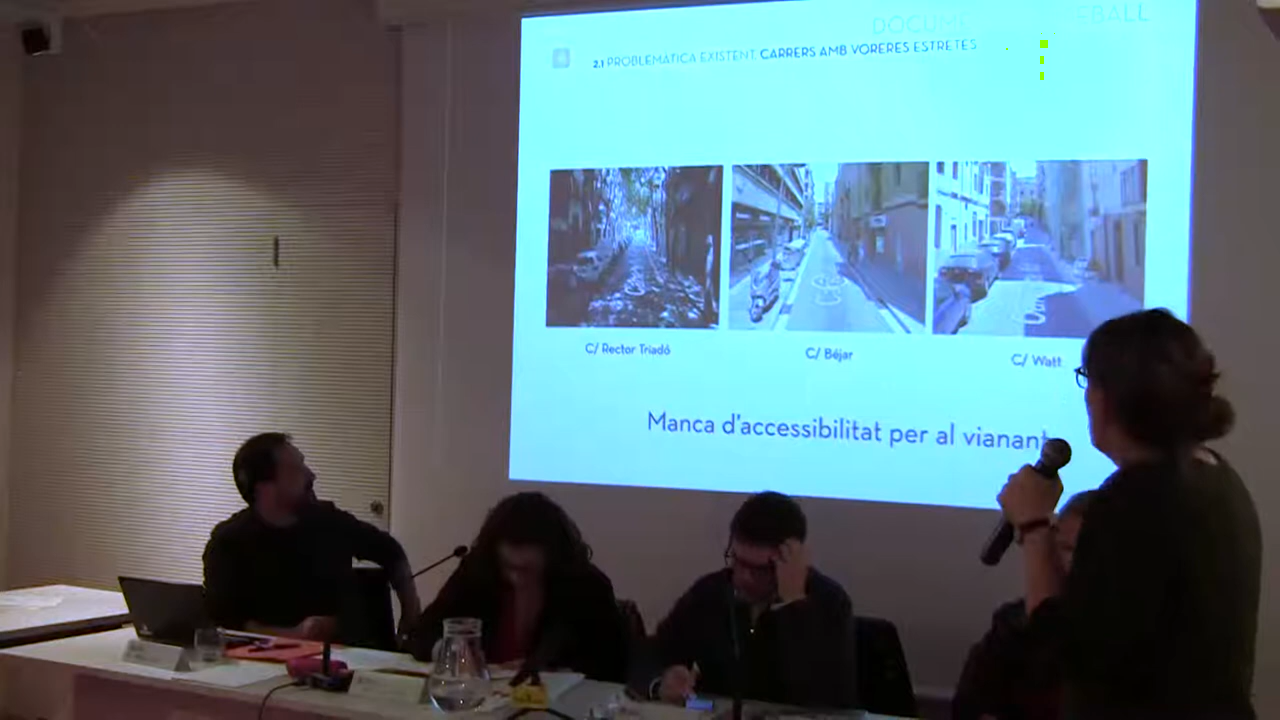 2.1 PROBLEMÀTICA EXISTENT CARRERS AMB VORERES ESTRETES
C/ Rector Triadó
C/ Béjar
C/ Watt
Manca d'accessibilitat per al vianant